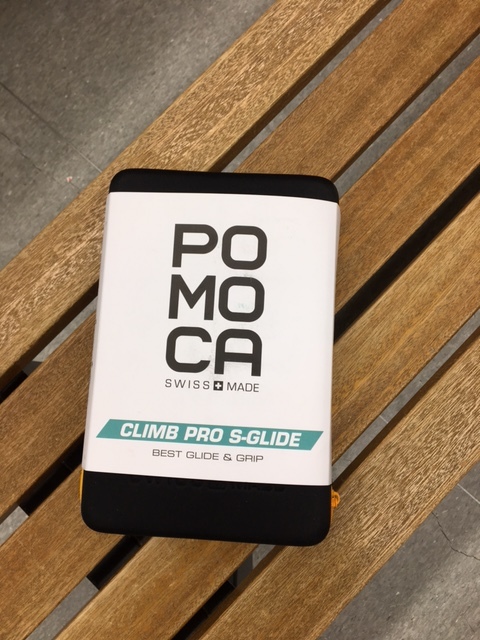 PO
MO
CA
SWISS MADE
CLIMB PRO S-GLIDE
BEST GLIDE & GRIP